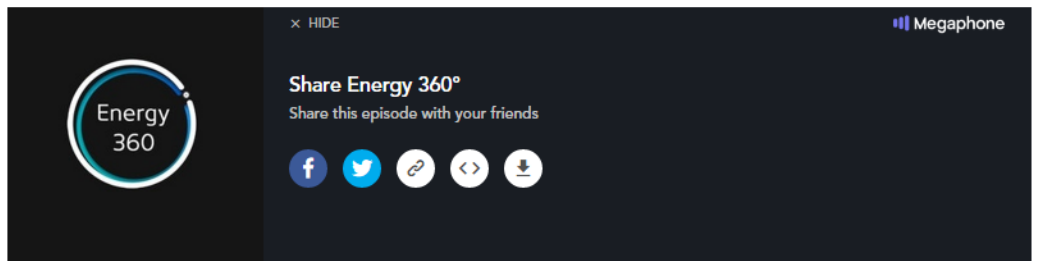 × HIDE
Megaphone
Energy
360
Share Energy 360°
Share this episode with your friends